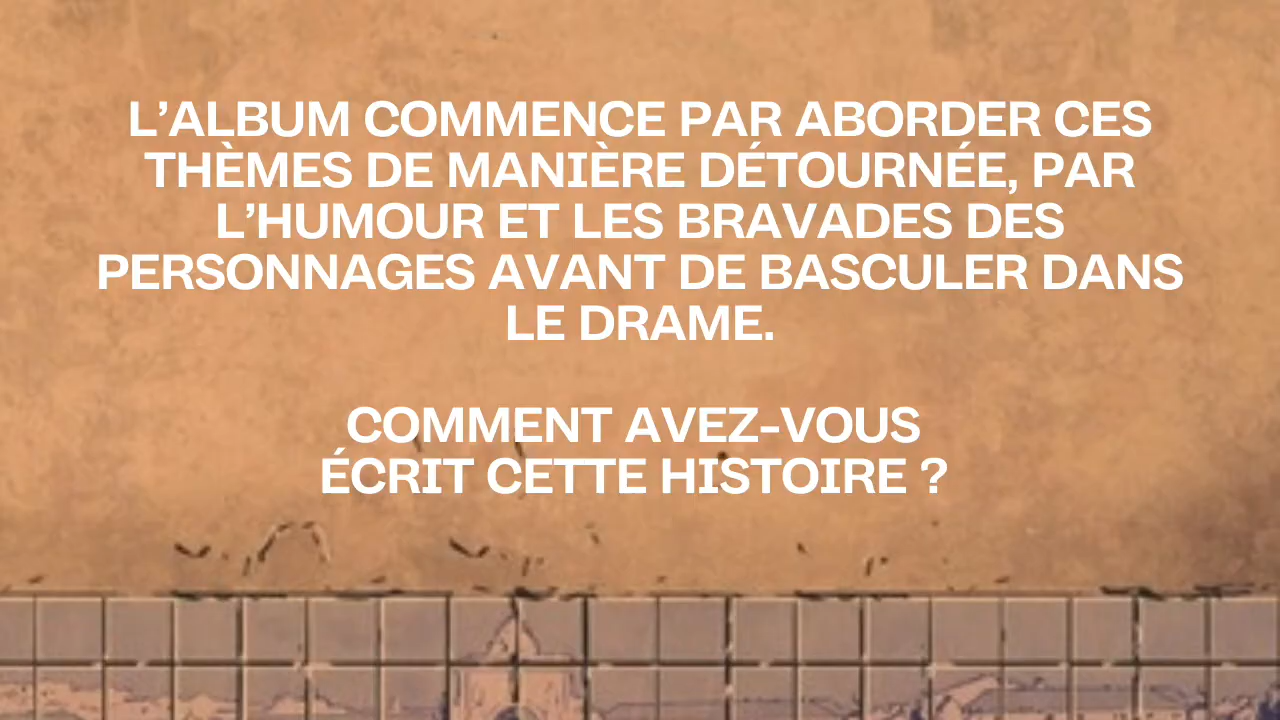 L’ALBUM COMMENCE PAR ABORDER CES
THÈMES DE MANIÈRE DÉTOURNÉE, PAR
L’HUMOUR ET LES BRAVADES DES
PERSONNAGES AVANT DE BASCULER DANS
LE DRAME.
COMMENT AVEZ-VOUS
ÉCRIT CETTE HISTOIRE ?